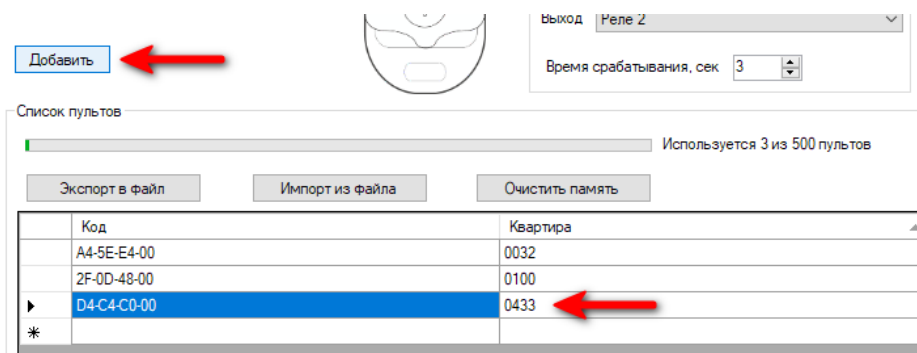 Выход Реле 2
Добавить
Время срабатывания, сек 3
Список пультов
Используется 3 из 500 пультов
Экспорт в файл Импорт из файла Очистить память
Код Квартира
A4-5E-E4-00 0032
2F-0D-48-00 0100
D4-C4-C0-00 0433